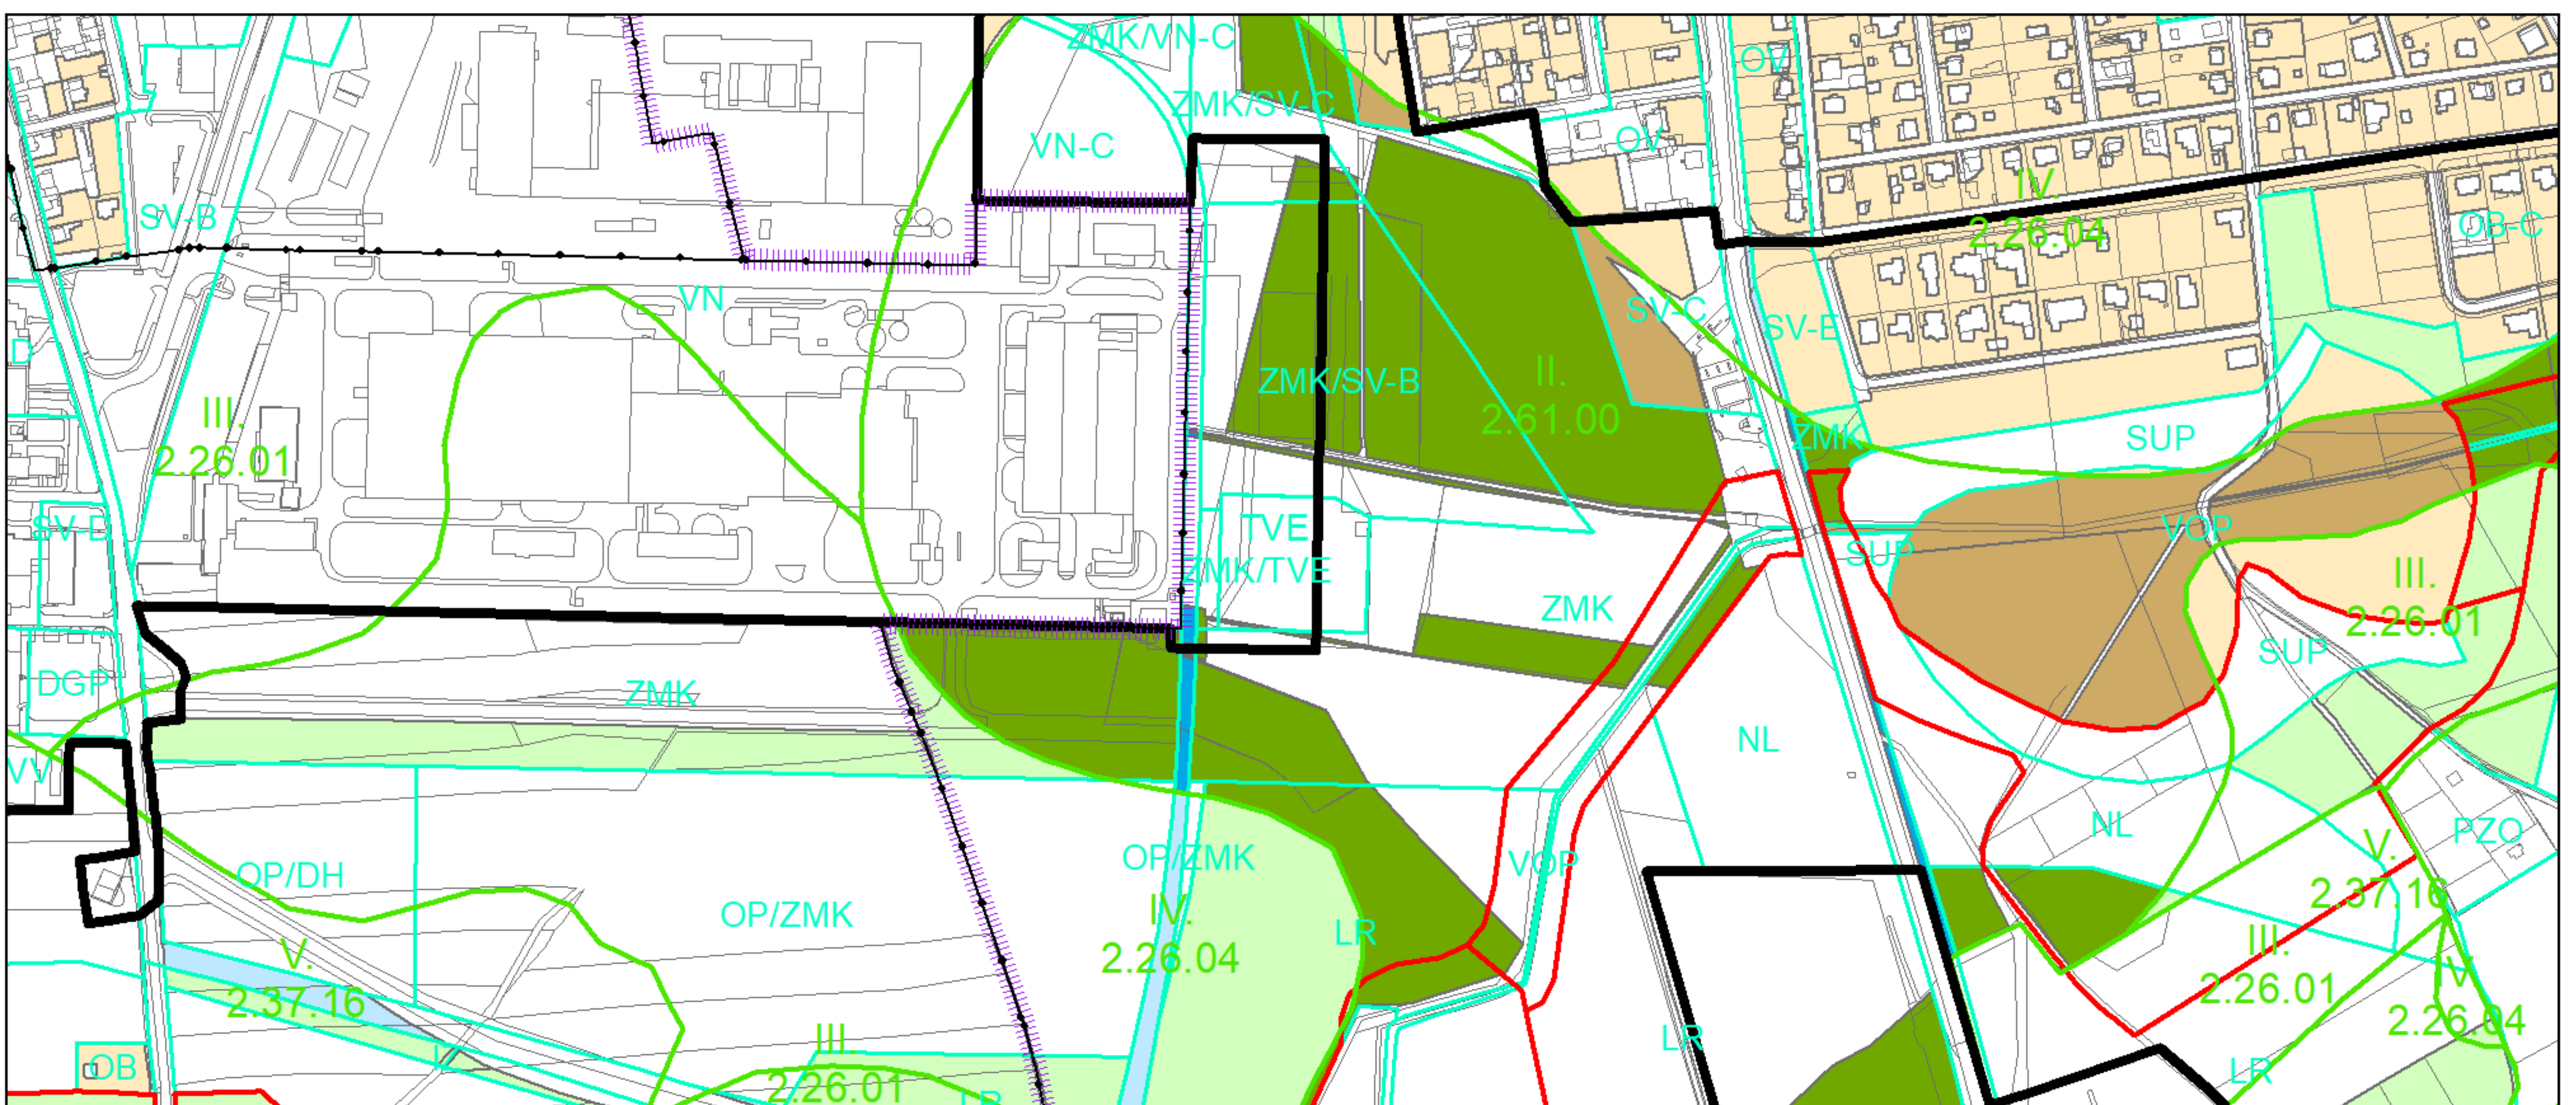 ZMK/VN-C
OV
ZMK/SV-C
VN-C
OV
SV-B
IV.
2.26.04
OB-C
VN
SV-C
SV-E
D
III.
2.26.01
ZMK/SV-B
II.
2.61.00
ZMK
SUP
SV-D
TVE
ZMK/TVE
VOP
SUP
ZMK
III.
2.26.01
SUP
DGP
ZMK
NL
VV
NL
PZO
OP/DH
OP/ZMK
OP/ZMK
IV.
2.26.04
VOP
V.
2.37.16
LR
V.
2.37.16
III.
2.26.01
IV.
2.26.04
III.
2.26.01
LR
LR
OB